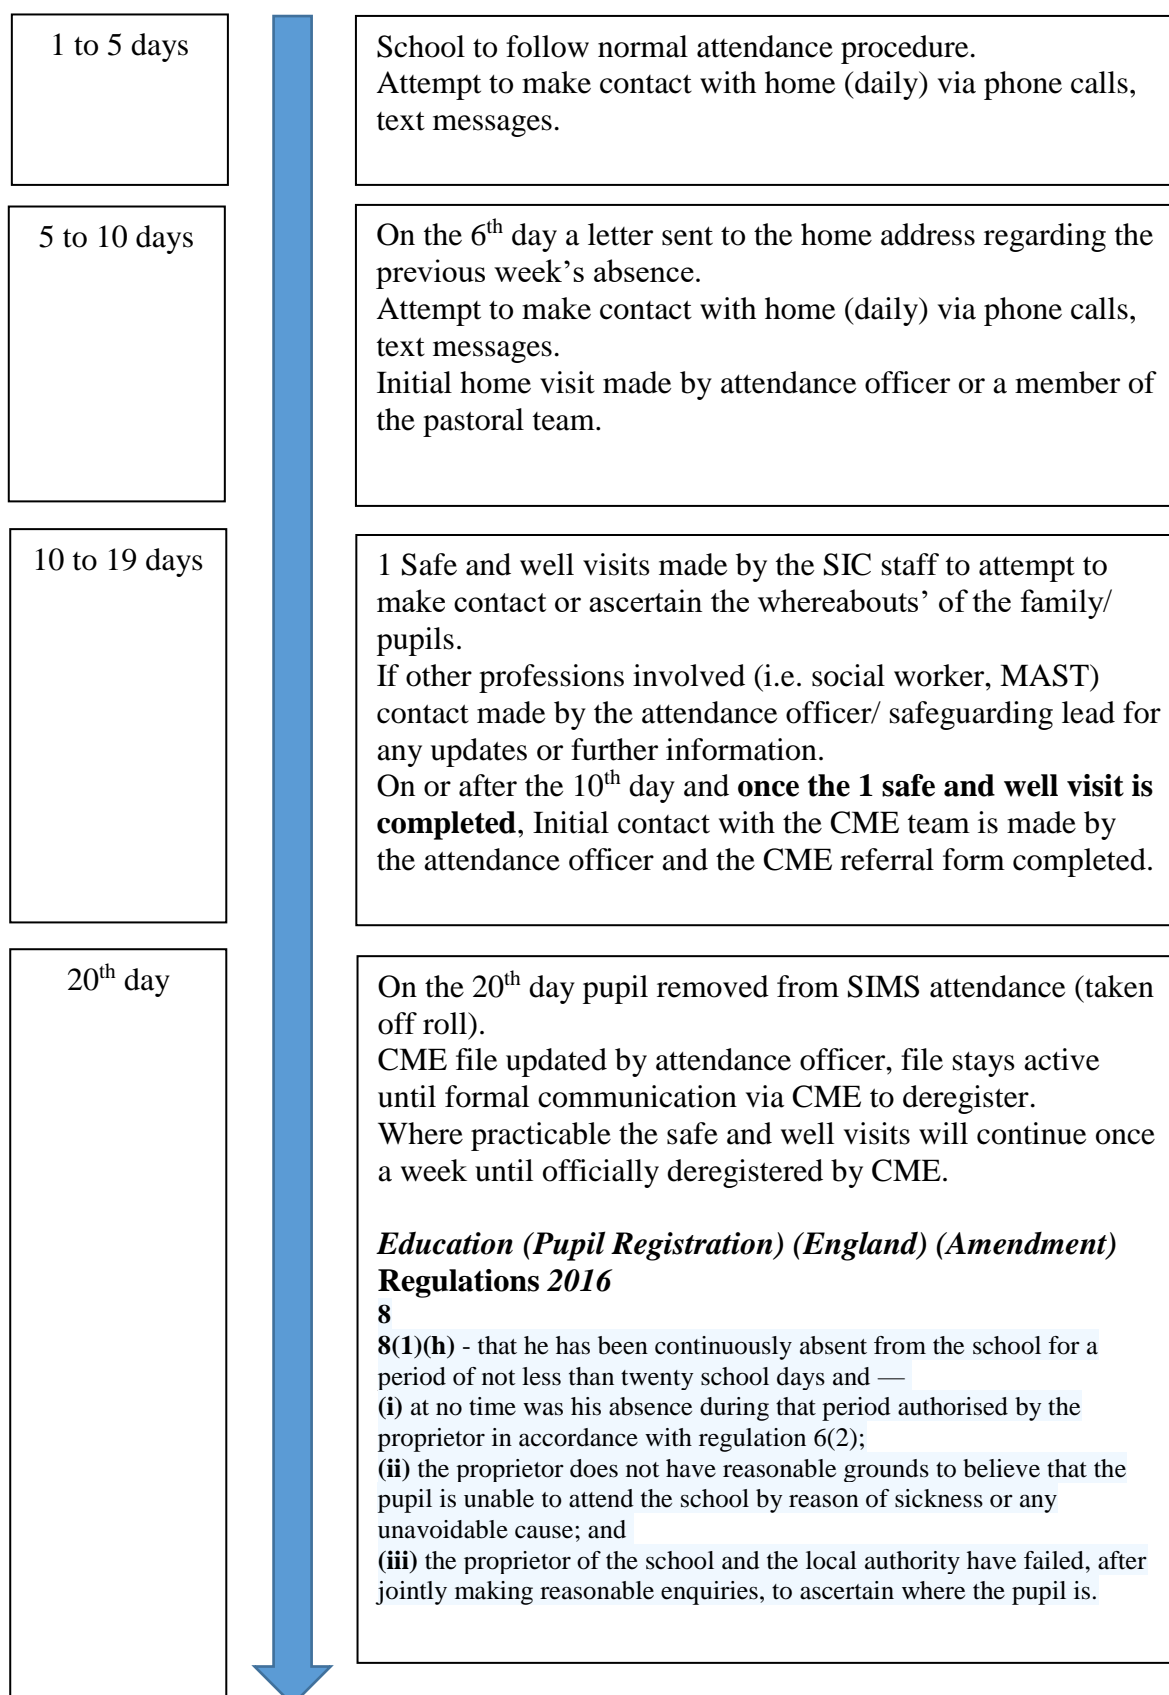 1 to 5 days
School to follow normal attendance procedure.
Attempt to make contact with home (daily) via phone calls,
text messages.
5 to 10 days
On the 6th day a letter sent to the home address regarding the
previous week’s absence.
Attempt to make contact with home (daily) via phone calls,
text messages.
Initial home visit made by attendance officer or a member of
the pastoral team.
10 to 19 days
1 Safe and well visits made by the SIC staff to attempt to
make contact or ascertain the whereabouts’ of the family/
pupils.
If other professions involved (i.e. social worker, MAST)
contact made by the attendance officer/ safeguarding lead for
any updates or further information.
On or after the 10th day and once the 1 safe and well visit is
completed, Initial contact with the CME team is made by
the attendance officer and the CME referral form completed.
20th day
On the 20th day pupil removed from SIMS attendance (taken
off roll).
CME file updated by attendance officer, file stays active
until formal communication via CME to deregister.
Where practicable the safe and well visits will continue once
a week until officially deregistered by CME.
Education (Pupil Registration) (England) (Amendment)
Regulations 2016
8
8(1)(h) - that he has been continuously absent from the school for a
period of not less than twenty school days and —
(i) at no time was his absence during that period authorised by the
proprietor in accordance with regulation 6(2);
(ii) the proprietor does not have reasonable grounds to believe that the
pupil is unable to attend the school by reason of sickness or any
unavoidable cause; and
(iii) the proprietor of the school and the local authority have failed, after
jointly making reasonable enquiries, to ascertain where the pupil is.